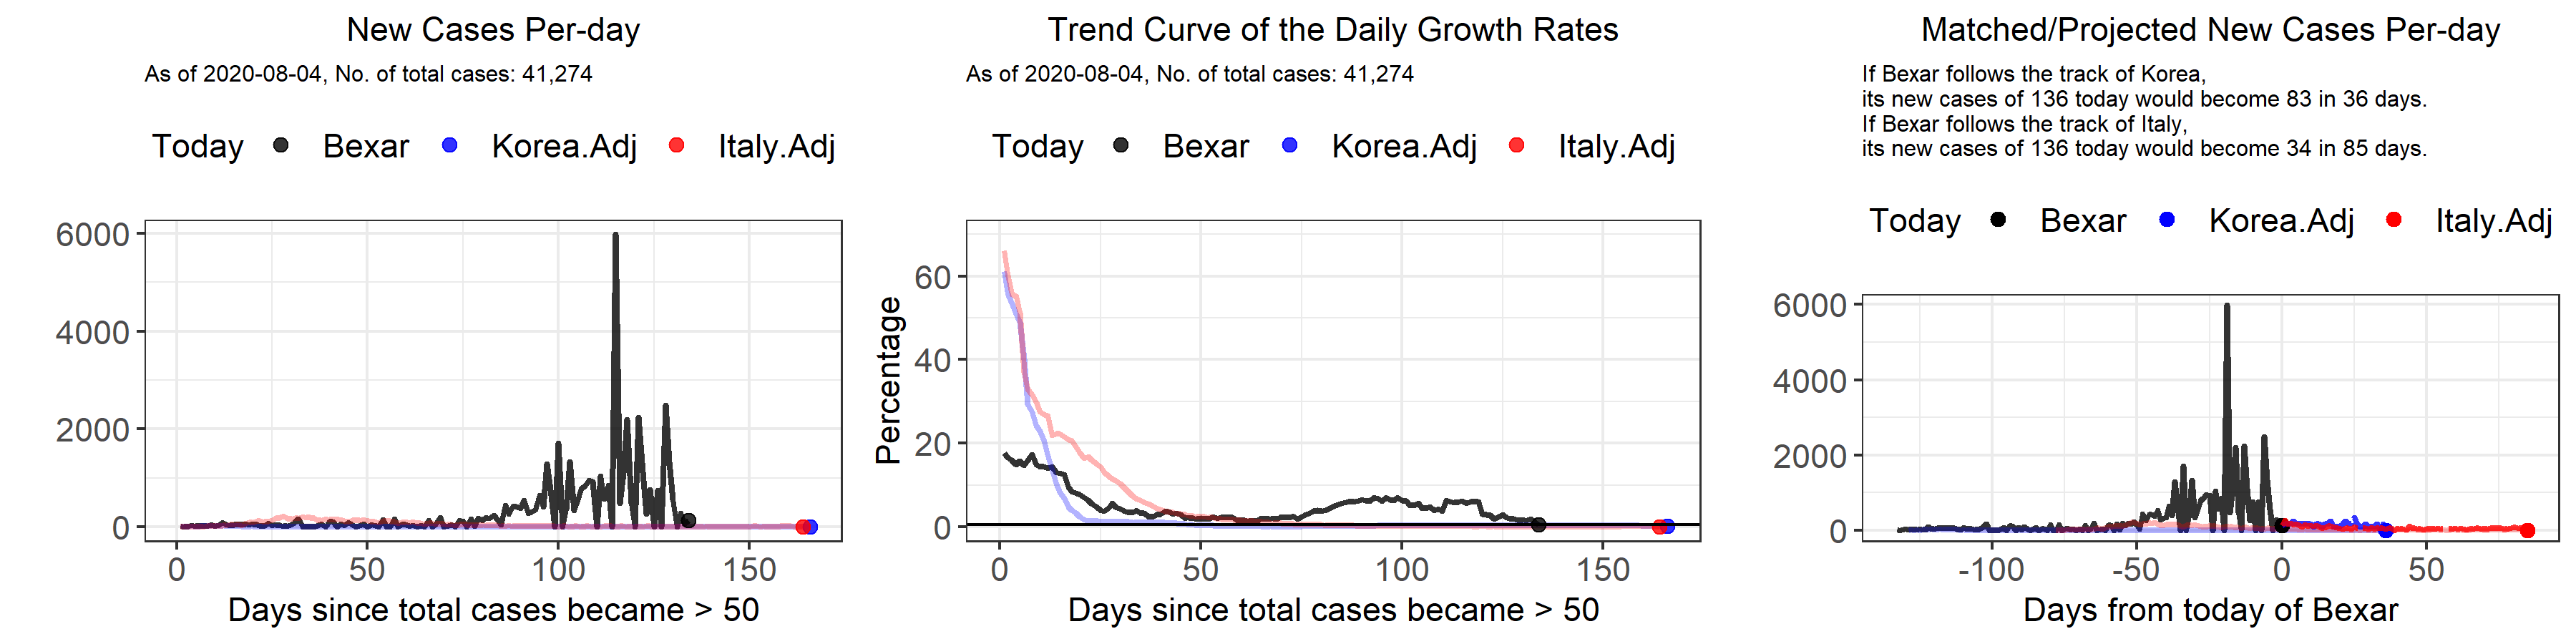 New Cases Per-day
As of 2020-08-04, No. of total cases: 41,274
Today Bexar Korea.Adj Italy.Adj
6000
4000
2000
0
0 50 100 150
Days since total cases became > 50
Trend Curve of the Daily Growth Rates
As of 2020-08-04, No. of total cases: 41,274
Today Bexar Korea.Adj Italy.Adj
Percentage
60
40
20
0
0 50 100 150
Days since total cases became > 50
Matched/Projected New Cases Per-day
If Bexar follows the track of Korea,
its new cases of 136 today would become 83 in 36 days.
If Bexar follows the track of Italy,
its new cases of 136 today would become 34 in 85 days.
Today Bexar Korea.Adj Italy.Adj
6000
4000
2000
0
-100 -50 0 50
Days from today of Bexar